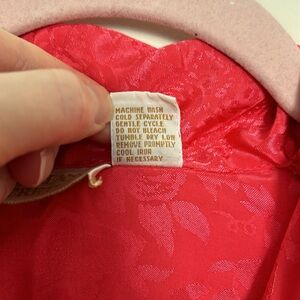 MACHINE WASH
COLD SEPARATELY
GENTLE CYCLE
DO NOT BLEACH
TUMBLE DRY LOW
REMOVE PROMPTLY
COOL IRON
IF NECESSARY